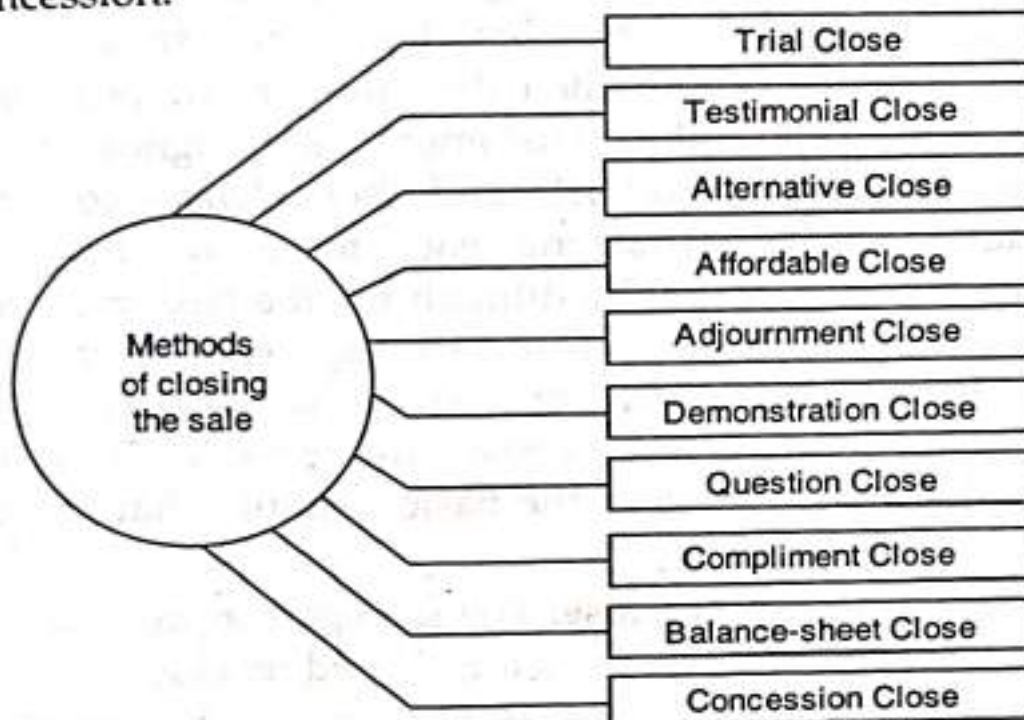 Trial Close
Testimonial Close
Alternative Close
Affordable Close
Adjournment Close
Methods
of closing
the sale
Demonstration Close
Question Close
Compliment Close
Balance-sheet Close
Concession Close